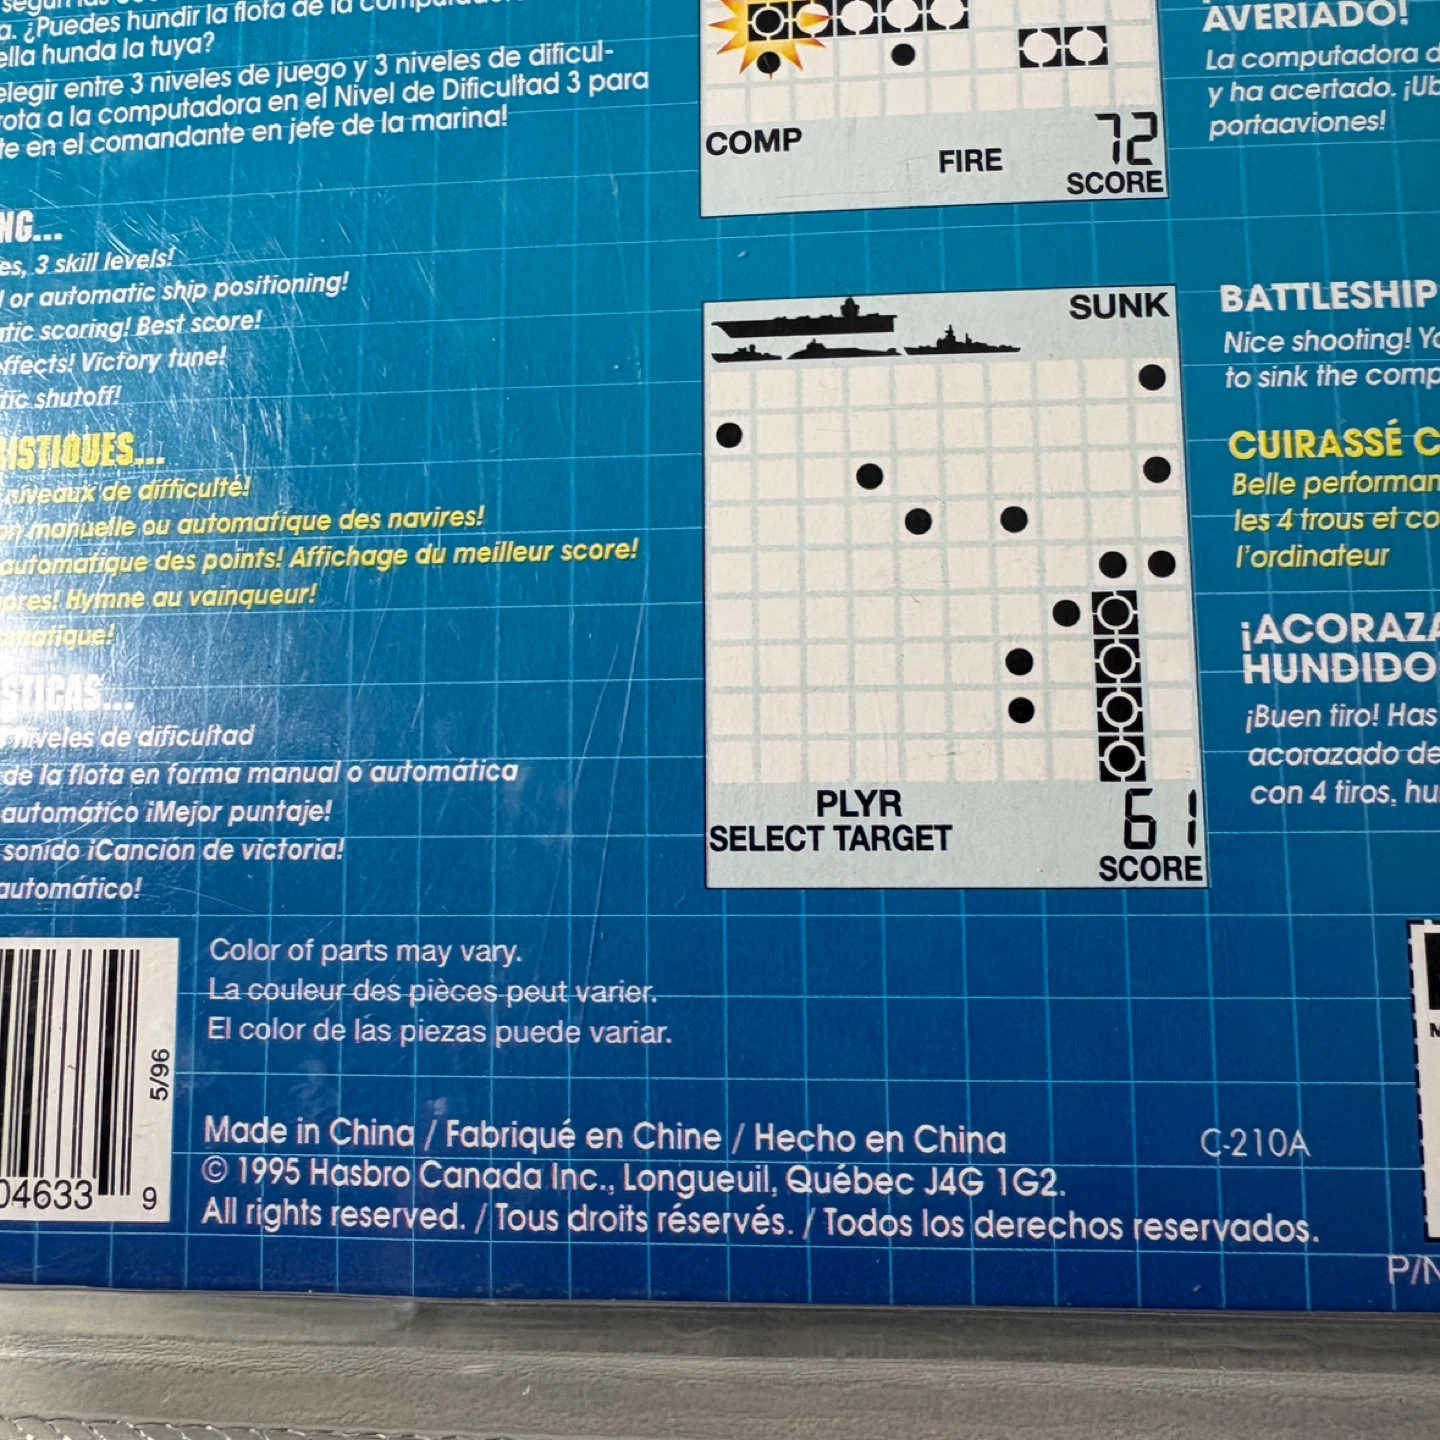 a. ¿Puedes hundir la flota de la
ella hunda la tuya?
elegir entre 3 niveles de juego y 3 niveles de dificul-
rota a la computadora en el Nivel de Dificultad 3 para
te en el comandante en jefe de la marina!
NG...
es, 3 skill levels!
or automatic ship positioning!
tic scoring! Best score!
ffects! Victory tune!
tic shutoff!
ISTIQUES...
niveaux de difficulté!
on manuelle ou automatique des navires!
automatique des points! Affichage du meilleur score!
ores! Hymne au vainqueur!
omatique!
STICAS...
niveles de dificultad
de la flota en forma manual o automática
automático ¡Mejor puntaje!
sonido ¡Canción de victoria!
automático!
COMP
FIRE
72
SCORE
AVERIADO!
La computadora d
y ha acertado. ¡Ub
portaaviones!
SUNK
PLYR
SELECT TARGET
61
SCORE
BATTLESHIP
Nice shooting! Yo
to sink the comp
CUIRASSÉ C
Belle performan
les 4 trous et co
l'ordinateur
¡ACORAZA
HUNDIDO
¡Buen tiro! Has
acorazado de
con 4 tiros, hu
04633 9
5/96
Color of parts may vary.
La couleur des pièces peut varier.
El color de las piezas puede variar.
Made in China / Fabriqué en Chine / Hecho en China
C-210A
© 1995 Hasbro Canada Inc., Longueuil, Québec J4G 1G2.
All rights reserved. / Tous droits réservés. / Todos los derechos reservados.
P/N